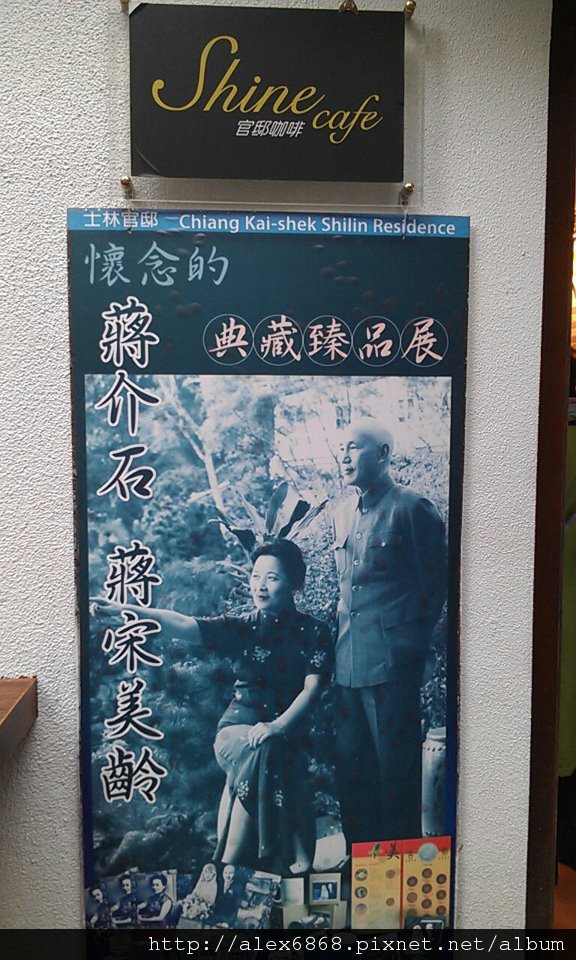 Shine cafe
官邸咖啡
士林官邸 — Chiang Kai-shek Shilin Residence
懷念的
蔣介石 蔣宋美齡
典藏臻品展
美
http://alex6868.pixnet.net/album